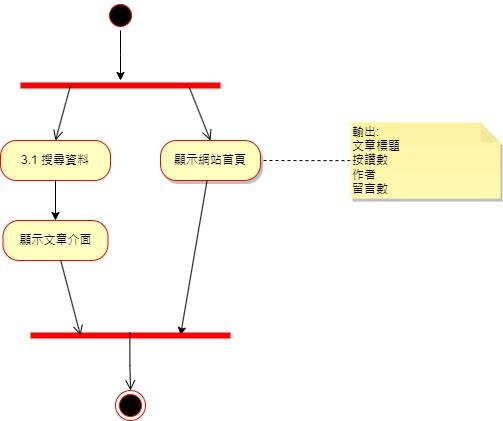 3.1 搜尋資料
顯示網站首頁
輸出:
文章標題
按讚數
作者
留言數
顯示文章介面